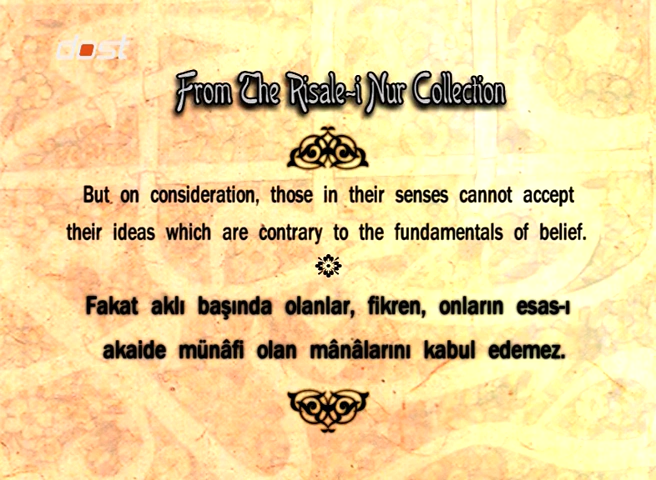 dost
From The Risale-i Nur Collection
But on consideration, those in their senses cannot accept
their ideas which are contrary to the fundamentals of belief.
Fakat aklı başında olanlar, fikren, onların esas-ı
akaide münâfi olan mânâlarını kabul edemez.